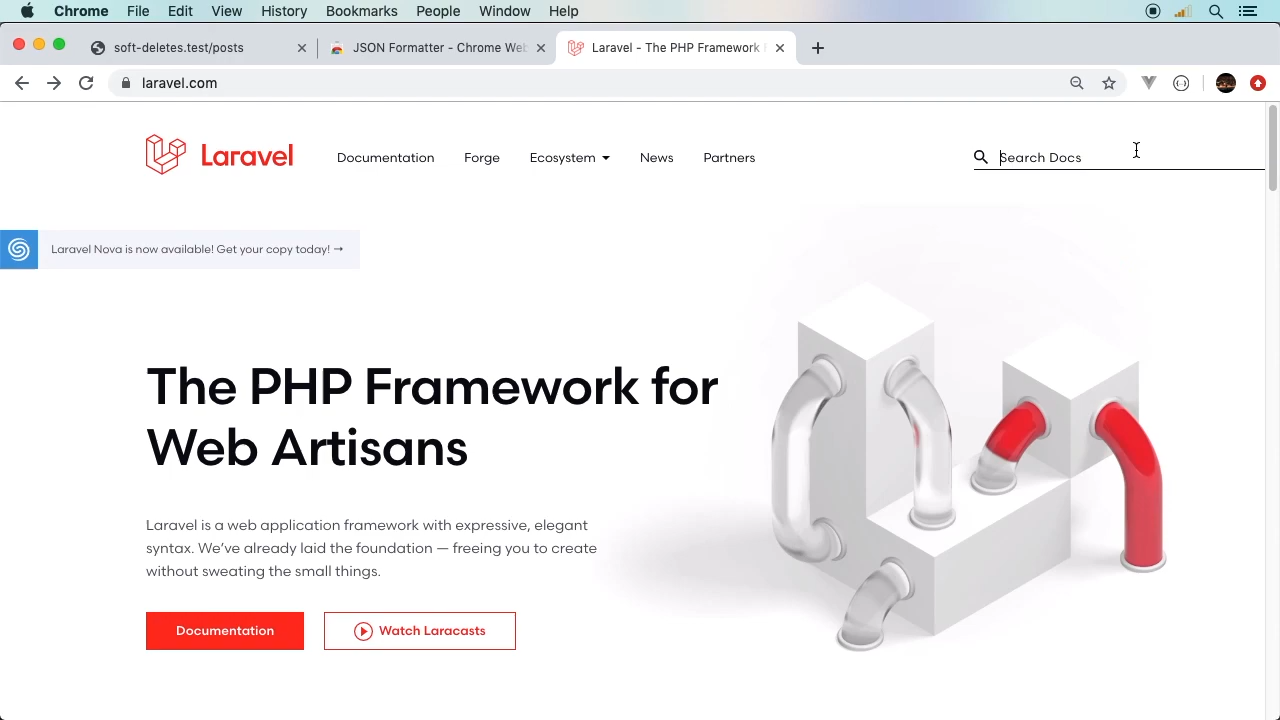 Chrome File Edit View History Bookmarks People Window Help
soft-deletes.test/posts
JSON Formatter - Chrome Web
Laravel - The PHP Framework F
laravel.com
Laravel
Documentation Forge Ecosystem News Partners
Search Docs
Laravel Nova is now available! Get your copy today! →
The PHP Framework for
Web Artisans
Laravel is a web application framework with expressive, elegant
syntax. We’ve already laid the foundation — freeing you to create
without sweating the small things.
Documentation
Watch Laracasts